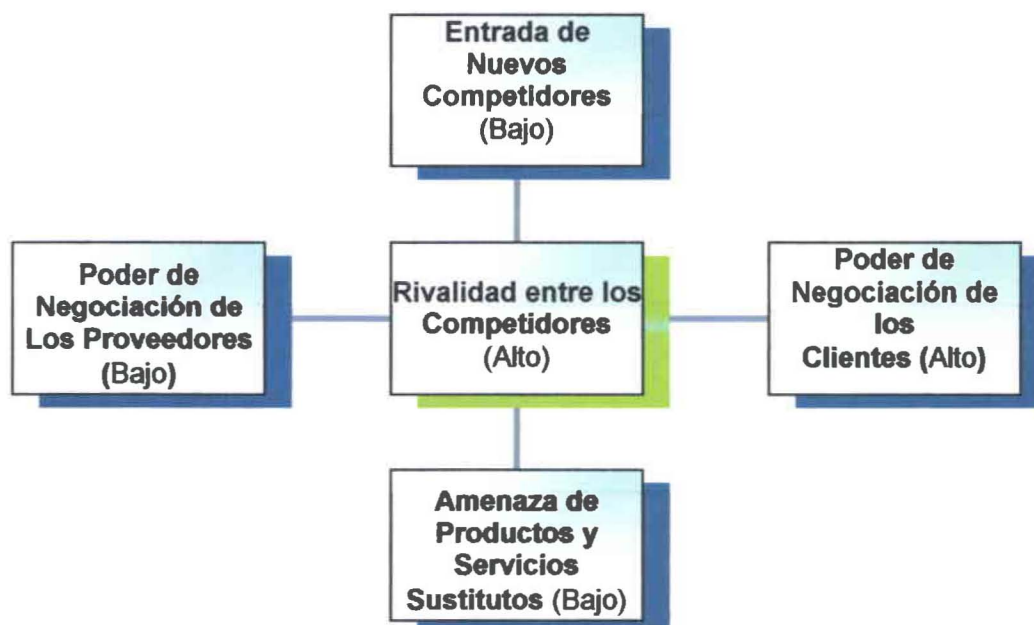 Entrada de
Nuevos
Competidores
(Bajo)
Poder de
Negociación de
Los Proveedores
(Bajo)
Rivalidad entre los
Competidores
(Alto)
Poder de
Negociación de
los
Clientes (Alto)
Amenaza de
Productos y
Servicios
Sustitutos (Bajo)